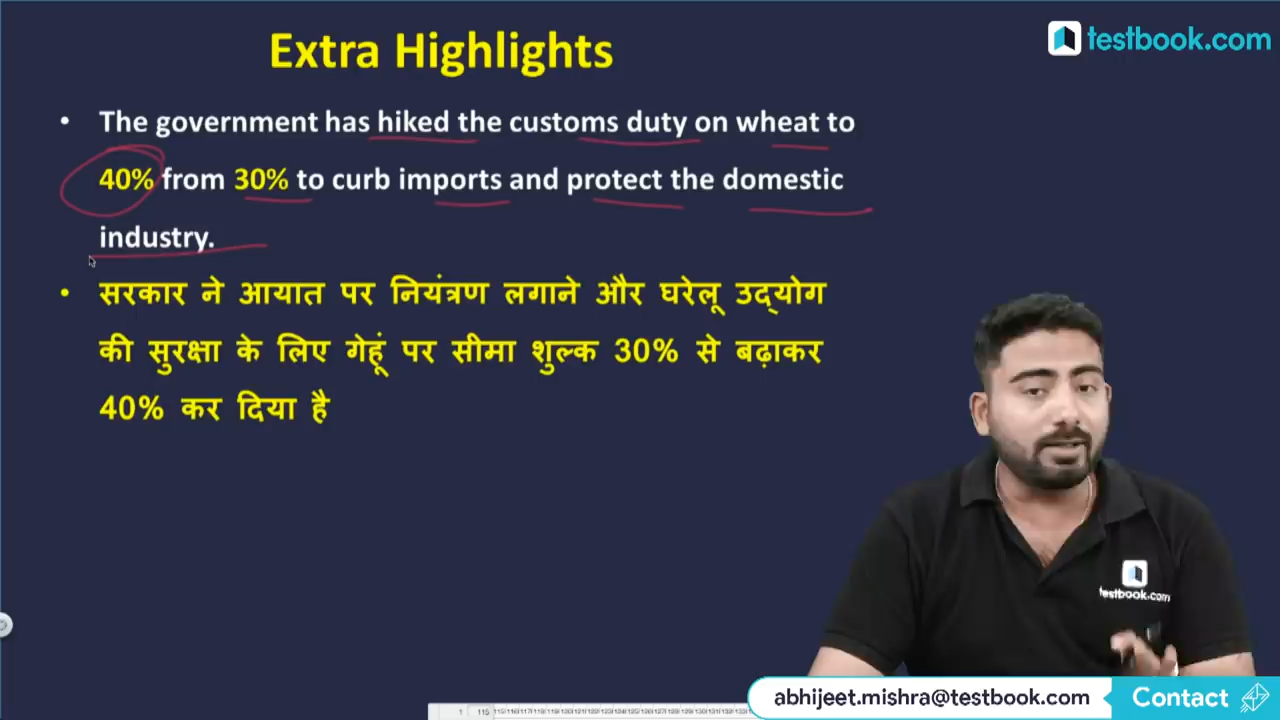 Extra Highlights
testbook.com
• The government has hiked the customs duty on wheat to
40% from 30% to curb imports and protect the domestic
industry.
• सरकार ने आयात पर नियंत्रण लगाने और घरेलू उद्योग
की सुरक्षा के लिए गेहूं पर सीमा शुल्क 30% से बढ़ाकर
40% कर दिया है
testbook.com
abhijeet.mishra@testbook.com Contact